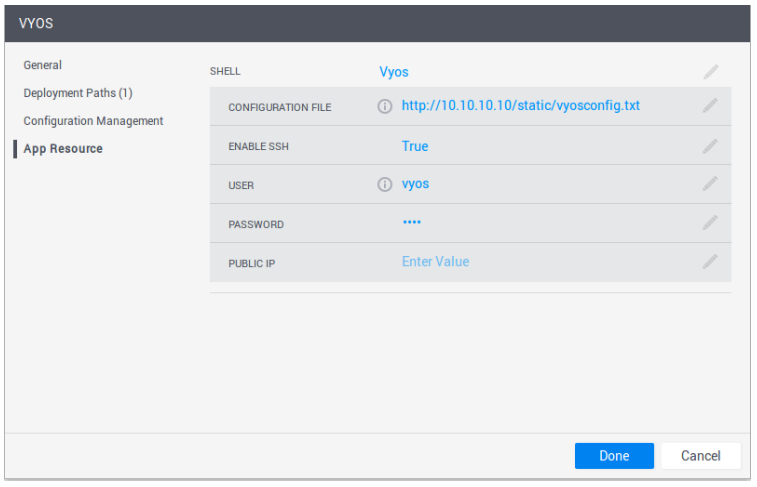 VYOS
General
Deployment Paths (1)
Configuration Management
App Resource
SHELL Vyos
CONFIGURATION FILE http://10.10.10.10/static/vyosconfig.txt
ENABLE SSH True
USER vyos
PASSWORD ••••
PUBLIC IP Enter Value
Done Cancel